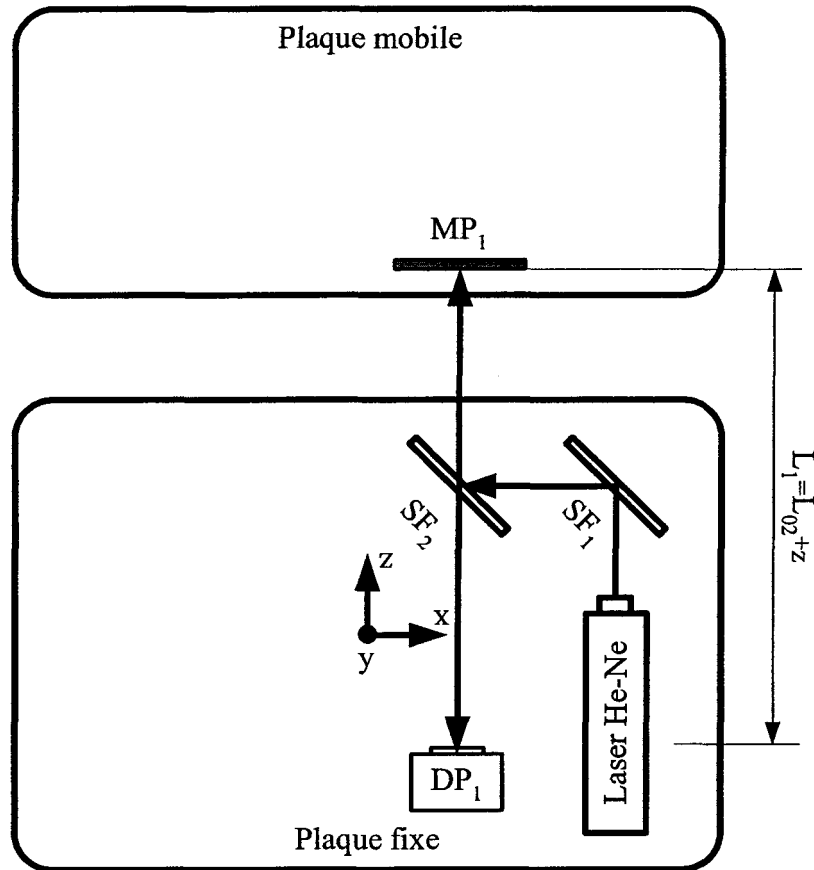 Plaque mobile
MP₁
L₁=L₀₂+z
SF₂
SF₁
z
x
y
Laser He-Ne
DP₁
Plaque fixe